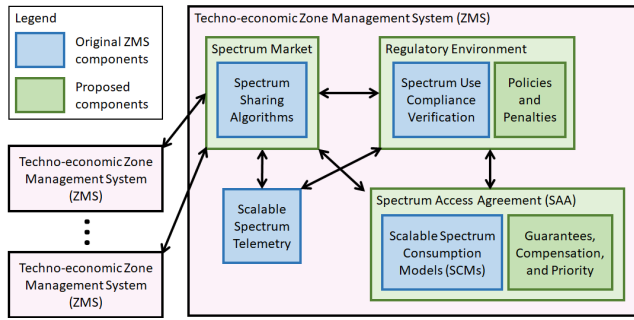 Legend
Original ZMS
components
Proposed
components
Techno-economic Zone Management System (ZMS)
Spectrum Market
Spectrum
Sharing
Algorithms
Regulatory Environment
Spectrum Use
Compliance
Verification
Policies
and
Penalties
Techno-economic Zone
Management System
(ZMS)
Scalable
Spectrum
Telemetry
Spectrum Access Agreement (SAA)
Scalable Spectrum
Consumption
Models (SCMs)
Guarantees,
Compensation,
and Priority
Techno-economic Zone
Management System
(ZMS)